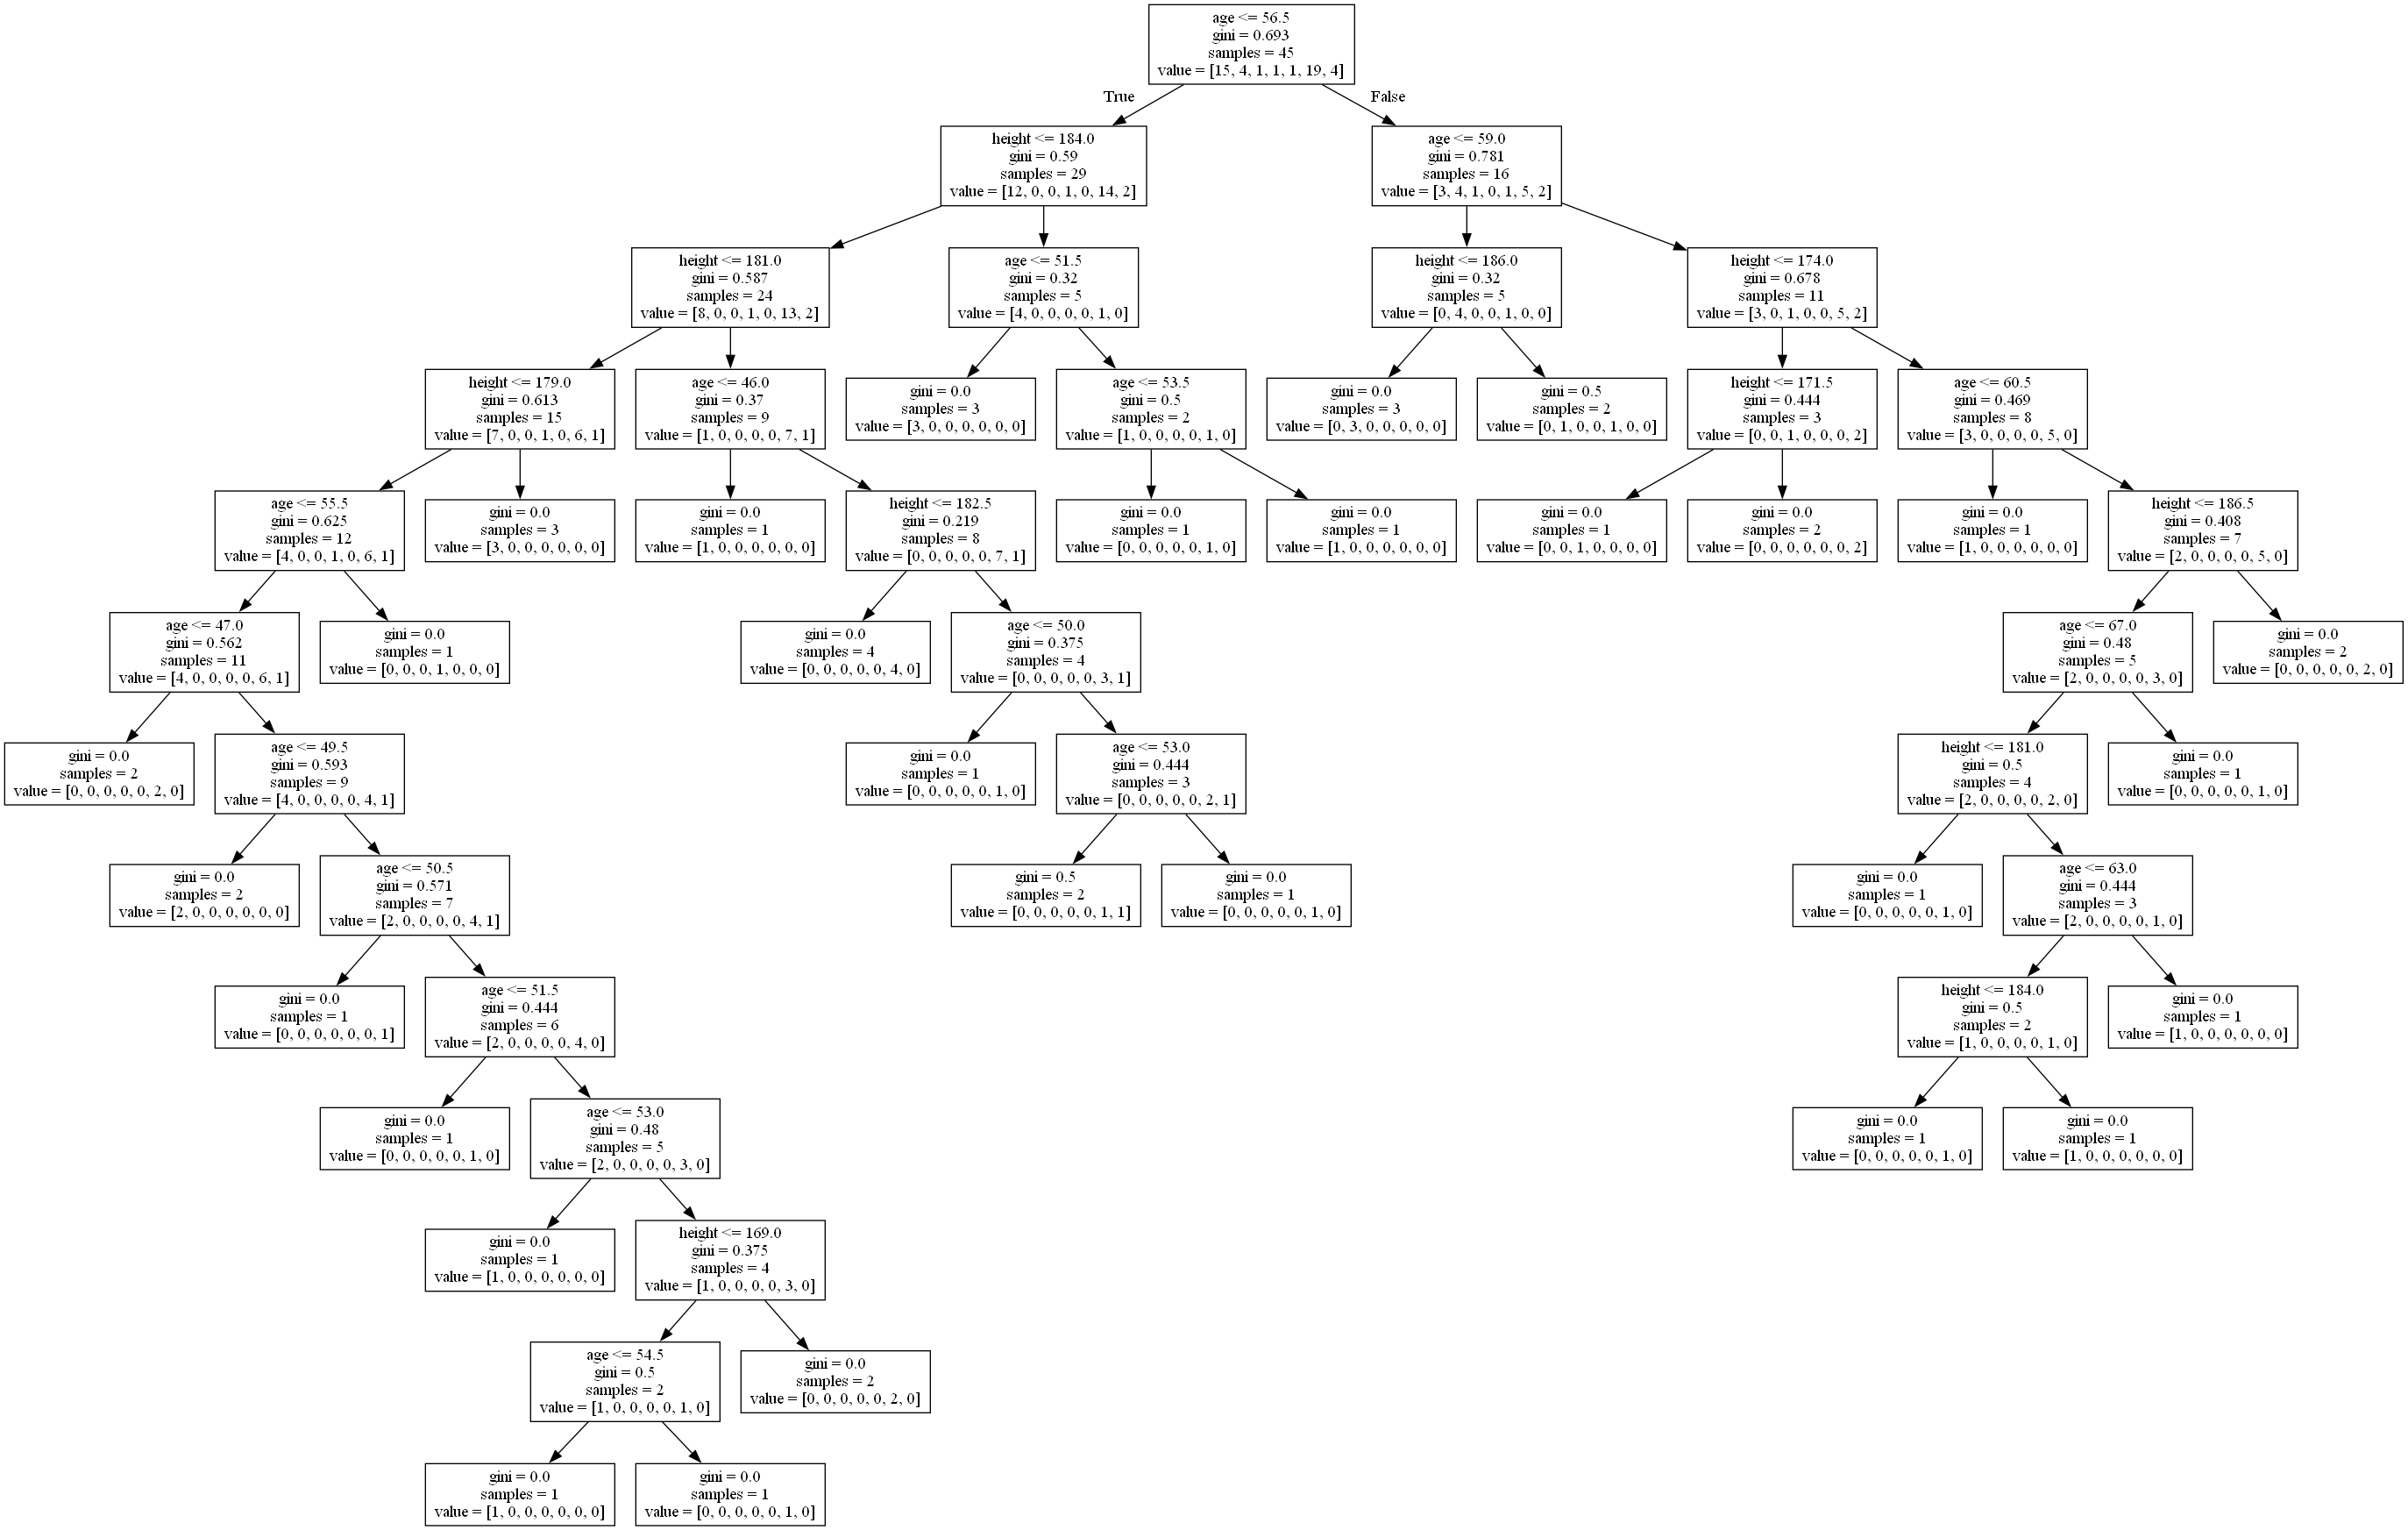 age <= 56.5
gini = 0.693
samples = 45
value = [15, 4, 1, 1, 1, 19, 4]
True
False
height <= 184.0
gini = 0.59
samples = 29
value = [12, 0, 0, 1, 0, 14, 2]
age <= 59.0
gini = 0.781
samples = 16
value = [3, 4, 1, 0, 1, 5, 2]
height <= 181.0
gini = 0.587
samples = 24
value = [8, 0, 0, 1, 0, 13, 2]
age <= 51.5
gini = 0.32
samples = 5
value = [4, 0, 0, 0, 0, 1, 0]
height <= 186.0
gini = 0.32
samples = 5
value = [0, 4, 0, 0, 1, 0, 0]
height <= 174.0
gini = 0.678
samples = 11
value = [3, 0, 1, 0, 0, 5, 2]
height <= 179.0
gini = 0.613
samples = 15
value = [7, 0, 0, 1, 0, 6, 1]
age <= 46.0
gini = 0.37
samples = 9
value = [1, 0, 0, 0, 0, 7, 1]
gini = 0.0
samples = 3
value = [3, 0, 0, 0, 0, 0, 0]
age <= 53.5
gini = 0.5
samples = 2
value = [1, 0, 0, 0, 0, 1, 0]
gini = 0.0
samples = 3
value = [0, 3, 0, 0, 0, 0, 0]
gini = 0.5
samples = 2
value = [0, 1, 0, 0, 1, 0, 0]
height <= 171.5
gini = 0.444
samples = 3
value = [0, 0, 1, 0, 0, 0, 2]
age <= 60.5
gini = 0.469
samples = 8
value = [3, 0, 0, 0, 0, 5, 0]
age <= 55.5
gini = 0.625
samples = 12
value = [4, 0, 0, 1, 0, 6, 1]
gini = 0.0
samples = 3
value = [3, 0, 0, 0, 0, 0, 0]
gini = 0.0
samples = 1
value = [1, 0, 0, 0, 0, 0, 0]
height <= 182.5
gini = 0.219
samples = 8
value = [0, 0, 0, 0, 0, 7, 1]
gini = 0.0
samples = 1
value = [0, 0, 0, 0, 0, 1, 0]
gini = 0.0
samples = 1
value = [1, 0, 0, 0, 0, 0, 0]
gini = 0.0
samples = 1
value = [0, 0, 1, 0, 0, 0, 0]
gini = 0.0
samples = 2
value = [0, 0, 0, 0, 0, 0, 2]
gini = 0.0
samples = 1
value = [1, 0, 0, 0, 0, 0, 0]
height <= 186.5
gini = 0.408
samples = 7
value = [2, 0, 0, 0, 0, 5, 0]
age <= 47.0
gini = 0.562
samples = 11
value = [4, 0, 0, 0, 0, 6, 1]
gini = 0.0
samples = 1
value = [0, 0, 0, 1, 0, 0, 0]
gini = 0.0
samples = 4
value = [0, 0, 0, 0, 0, 4, 0]
age <= 50.0
gini = 0.375
samples = 4
value = [0, 0, 0, 0, 0, 3, 1]
age <= 67.0
gini = 0.48
samples = 5
value = [2, 0, 0, 0, 0, 3, 0]
gini = 0.0
samples = 2
value = [0, 0, 0, 0, 0, 2, 0]
gini = 0.0
samples = 2
value = [0, 0, 0, 0, 0, 2, 0]
age <= 49.5
gini = 0.593
samples = 9
value = [4, 0, 0, 0, 0, 4, 1]
gini = 0.0
samples = 1
value = [0, 0, 0, 0, 0, 1, 0]
age <= 53.0
gini = 0.444
samples = 3
value = [0, 0, 0, 0, 0, 2, 1]
height <= 181.0
gini = 0.5
samples = 4
value = [2, 0, 0, 0, 0, 2, 0]
gini = 0.0
samples = 1
value = [0, 0, 0, 0, 0, 1, 0]
gini = 0.0
samples = 2
value = [2, 0, 0, 0, 0, 0, 0]
age <= 50.5
gini = 0.571
samples = 7
value = [2, 0, 0, 0, 0, 4, 1]
gini = 0.5
samples = 2
value = [0, 0, 0, 0, 0, 1, 1]
gini = 0.0
samples = 1
value = [0, 0, 0, 0, 0, 1, 0]
gini = 0.0
samples = 1
value = [0, 0, 0, 0, 0, 1, 0]
age <= 63.0
gini = 0.444
samples = 3
value = [2, 0, 0, 0, 0, 1, 0]
gini = 0.0
samples = 1
value = [0, 0, 0, 0, 0, 0, 1]
age <= 51.5
gini = 0.444
samples = 6
value = [2, 0, 0, 0, 0, 4, 0]
height <= 184.0
gini = 0.5
samples = 2
value = [1, 0, 0, 0, 0, 1, 0]
gini = 0.0
samples = 1
value = [1, 0, 0, 0, 0, 0, 0]
gini = 0.0
samples = 1
value = [0, 0, 0, 0, 0, 1, 0]
age <= 53.0
gini = 0.48
samples = 5
value = [2, 0, 0, 0, 0, 3, 0]
gini = 0.0
samples = 1
value = [0, 0, 0, 0, 0, 1, 0]
gini = 0.0
samples = 1
value = [1, 0, 0, 0, 0, 0, 0]
gini = 0.0
samples = 1
value = [1, 0, 0, 0, 0, 0, 0]
height <= 169.0
gini = 0.375
samples = 4
value = [1, 0, 0, 0, 0, 3, 0]
age <= 54.5
gini = 0.5
samples = 2
value = [1, 0, 0, 0, 0, 1, 0]
gini = 0.0
samples = 2
value = [0, 0, 0, 0, 0, 2, 0]
gini = 0.0
samples = 1
value = [1, 0, 0, 0, 0, 0, 0]
gini = 0.0
samples = 1
value = [0, 0, 0, 0, 0, 1, 0]